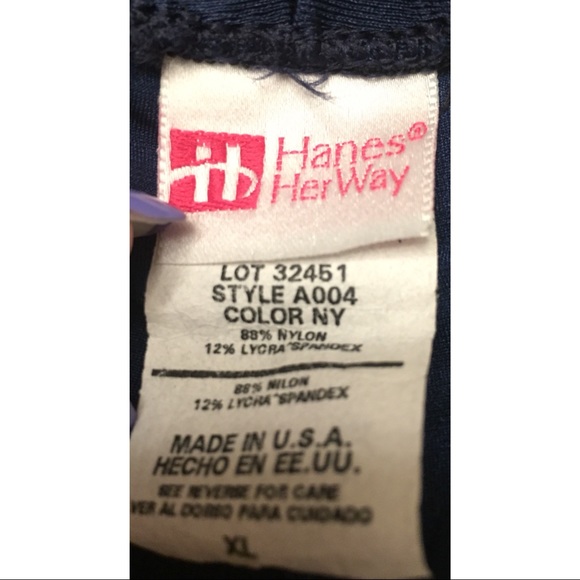 Hanes®
HerWay
LOT 32451
STYLE A004
COLOR NY
88% NYLON
12% LYCRA SPANDEX
88% NILON
12% LYCRA SPANDEX
MADE IN U.S.A.
HECHO EN EE.UU.
SEE REVERSE FOR CARE
VER AL DORSO PARA CUIDADO
XL